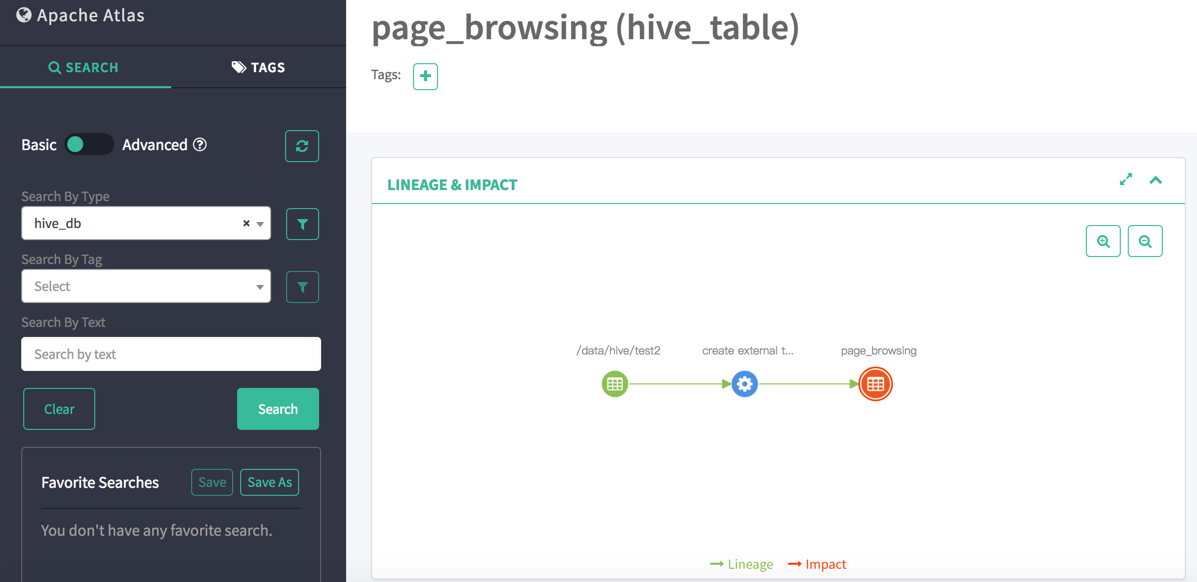 Apache Atlas
SEARCH
TAGS
Basic
Advanced
Search By Type
hive_db
Search By Tag
Select
Search By Text
Search by text
Clear
Search
Favorite Searches
Save
Save As
You don't have any favorite search.
page_browsing (hive_table)
Tags:
LINEAGE & IMPACT
/data/hive/test2
create external t...
page_browsing
Lineage
Impact